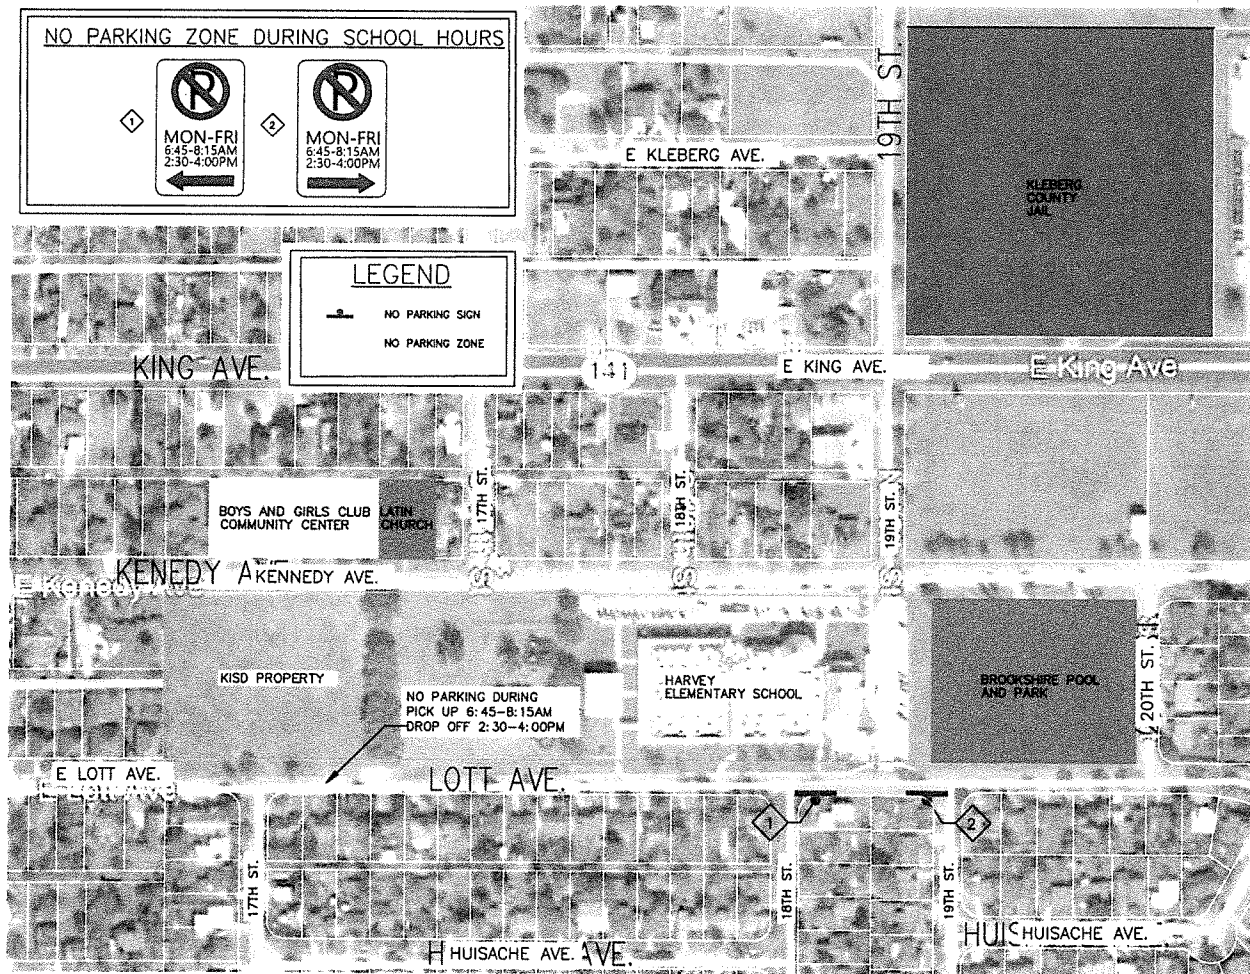 NO PARKING ZONE DURING SCHOOL HOURS
1
MON-FRI
6:45-8:15AM
2:30-4:00PM
2
MON-FRI
6:45-8:15AM
2:30-4:00PM
19TH ST.
E KLEBERG AVE.
KLEBERG
COUNTY
JAIL
LEGEND
NO PARKING SIGN
NO PARKING ZONE
KING AVE.
141
E KING AVE.
E King Ave
17TH ST.
18TH ST.
19TH ST.
BOYS AND GIRLS CLUB
COMMUNITY CENTER
LATIN
CHURCH
KENEDY
KENNEDY AVE.
E Kenedy Ave
KISD PROPERTY
NO PARKING DURING
PICK UP 6:45-8:15AM
DROP OFF 2:30-4:00PM
HARVEY
ELEMENTARY SCHOOL
BROOKSHIRE POOL
AND PARK
20TH ST.
E LOTT AVE.
LOTT AVE.
1
2
17TH ST.
18TH ST.
19TH ST.
HUISACHE AVE.
AVE.
HUISACHE AVE.